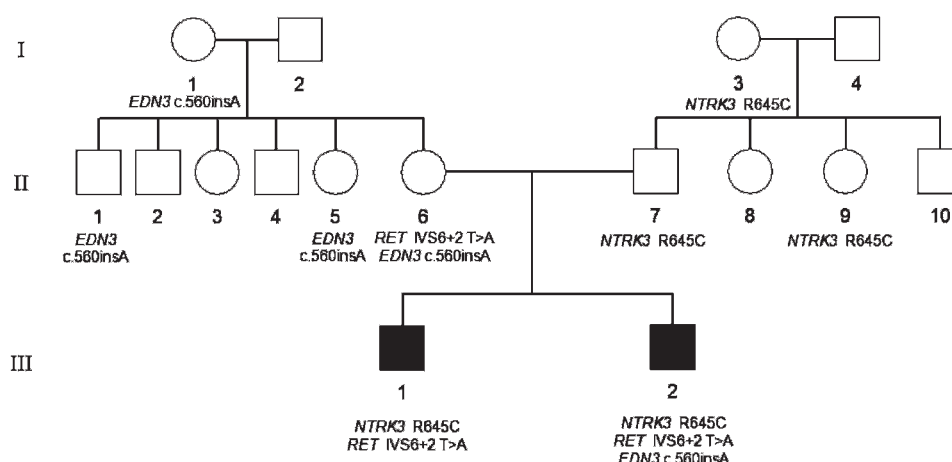 I
1
2
3
4
EDN3 c.560insA
NTRK3 R645C
II
1
2
3
4
5
6
7
8
9
10
EDN3
c.560insA
EDN3
c.560insA
RET IVS6+2 T>A
EDN3 c.560insA
NTRK3 R645C
NTRK3 R645C
III
1
2
NTRK3 R645C
RET IVS6+2 T>A
NTRK3 R645C
RET IVS6+2 T>A
EDN3 c.560insA